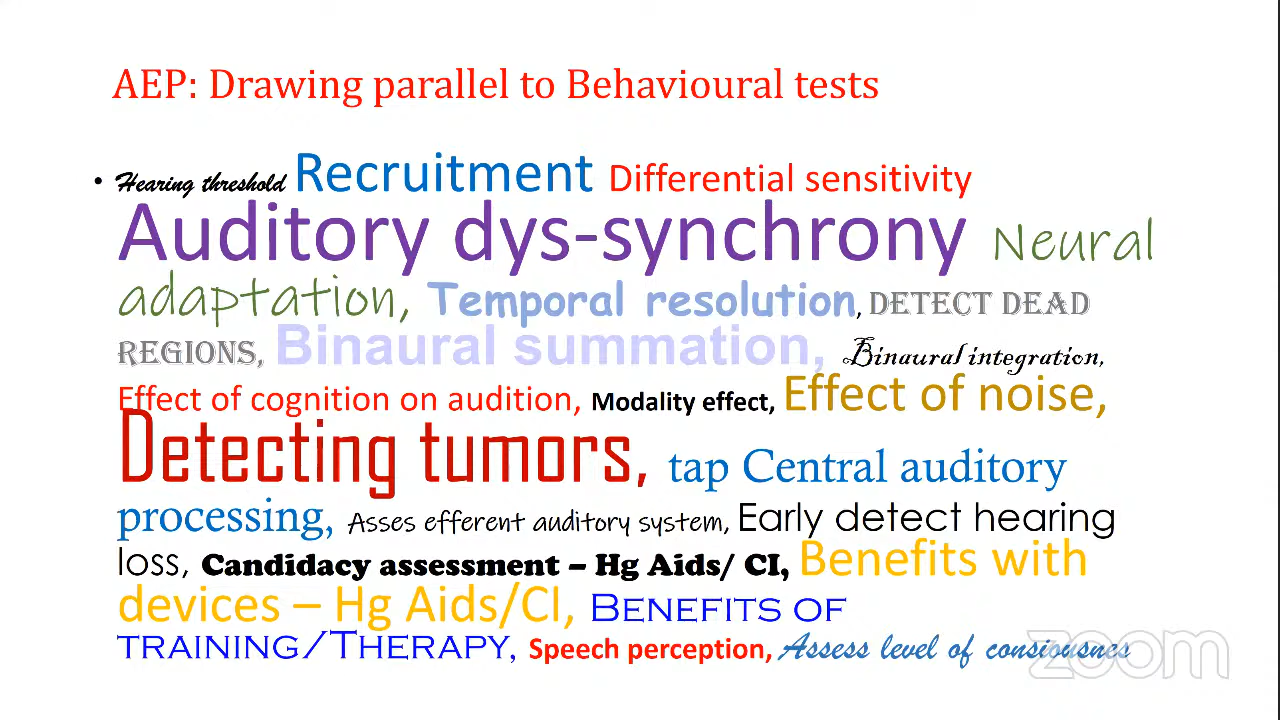 AEP: Drawing parallel to Behavioural tests
• Hearing threshold Recruitment Differential sensitivity
Auditory dys-synchrony Neural
adaptation, Temporal resolution, DETECT DEAD
REGIONS, Binaural summation, Binaural integration,
Effect of cognition on audition, Modality effect, Effect of noise,
Detecting tumors, tap Central auditory
processing, Asses efferent auditory system, Early detect hearing
loss, Candidacy assessment – Hg Aids/ CI, Benefits with
devices – Hg Aids/CI, BENEFITS OF
TRAINING/THERAPY, Speech perception, Assess level of consiousnes
zoom